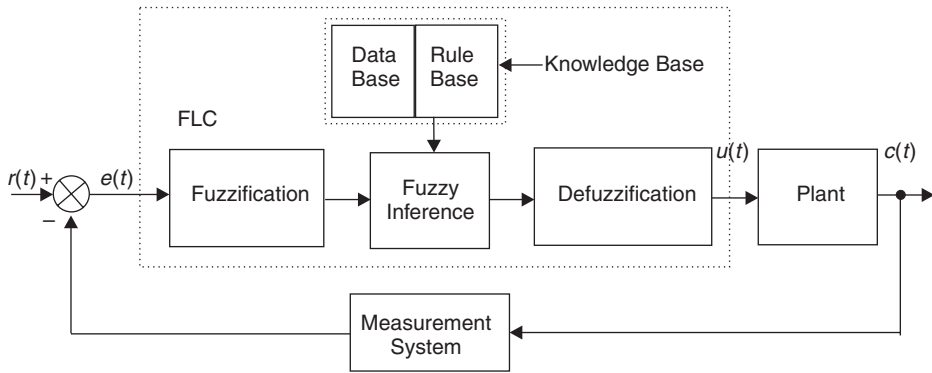 Data
Base
Rule
Base
Knowledge Base
FLC
r(t) +
–
e(t)
Fuzzification
Fuzzy
Inference
Defuzzification
u(t)
Plant
c(t)
Measurement
System